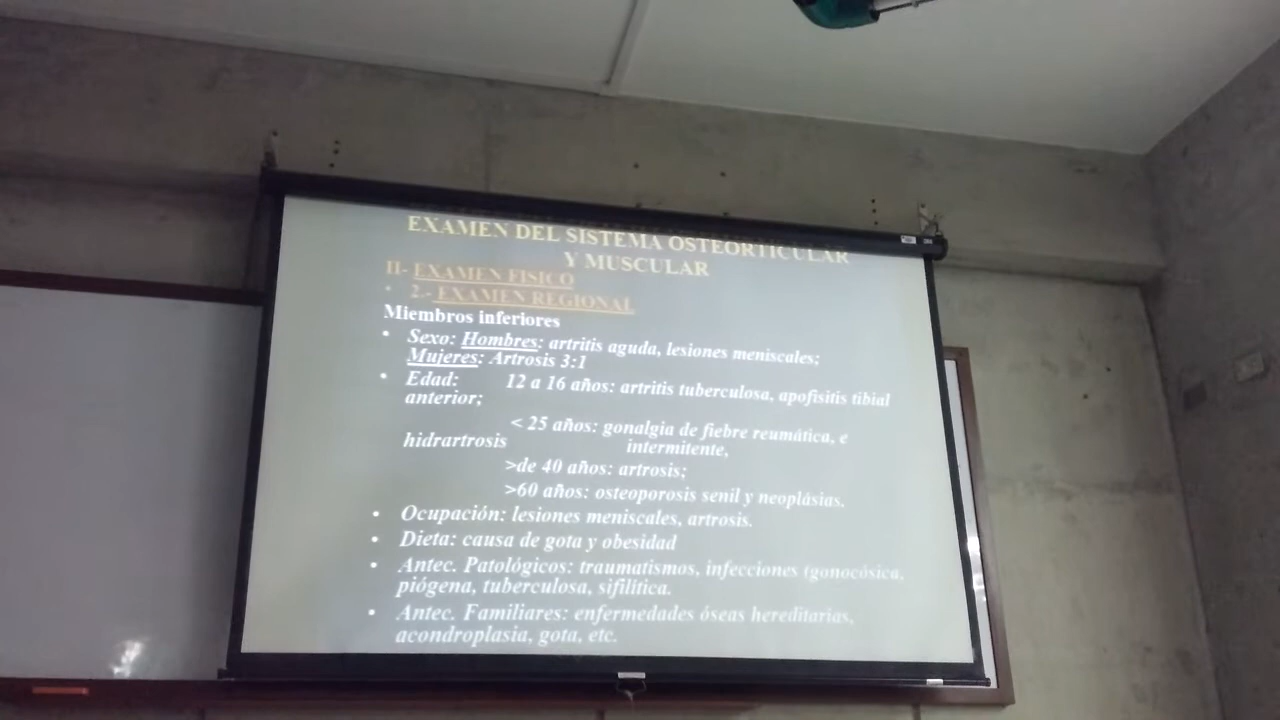 EXAMEN DEL SISTEMA OSTEORTICULAR
Y MUSCULAR
II- EXAMEN FISICO
• 2.- EXAMEN REGIONAL
Miembros inferiores
• Sexo: Hombres: artritis aguda, lesiones meniscales;
Mujeres: Artrosis 3:1
• Edad: 12 a 16 años: artritis tuberculosa, apofisitis tibial
anterior;
< 25 años: gonalgia de fiebre reumática, e
hidrartrosis intermitente,
>de 40 años: artrosis;
>60 años: osteoporosis senil y neoplásias.
• Ocupación: lesiones meniscales, artrosis.
• Dieta: causa de gota y obesidad
• Antec. Patológicos: traumatismos, infecciones (gonocósica,
piógena, tuberculosa, sifilítica.
• Antec. Familiares: enfermedades óseas hereditarias,
acondroplasia, gota, etc.